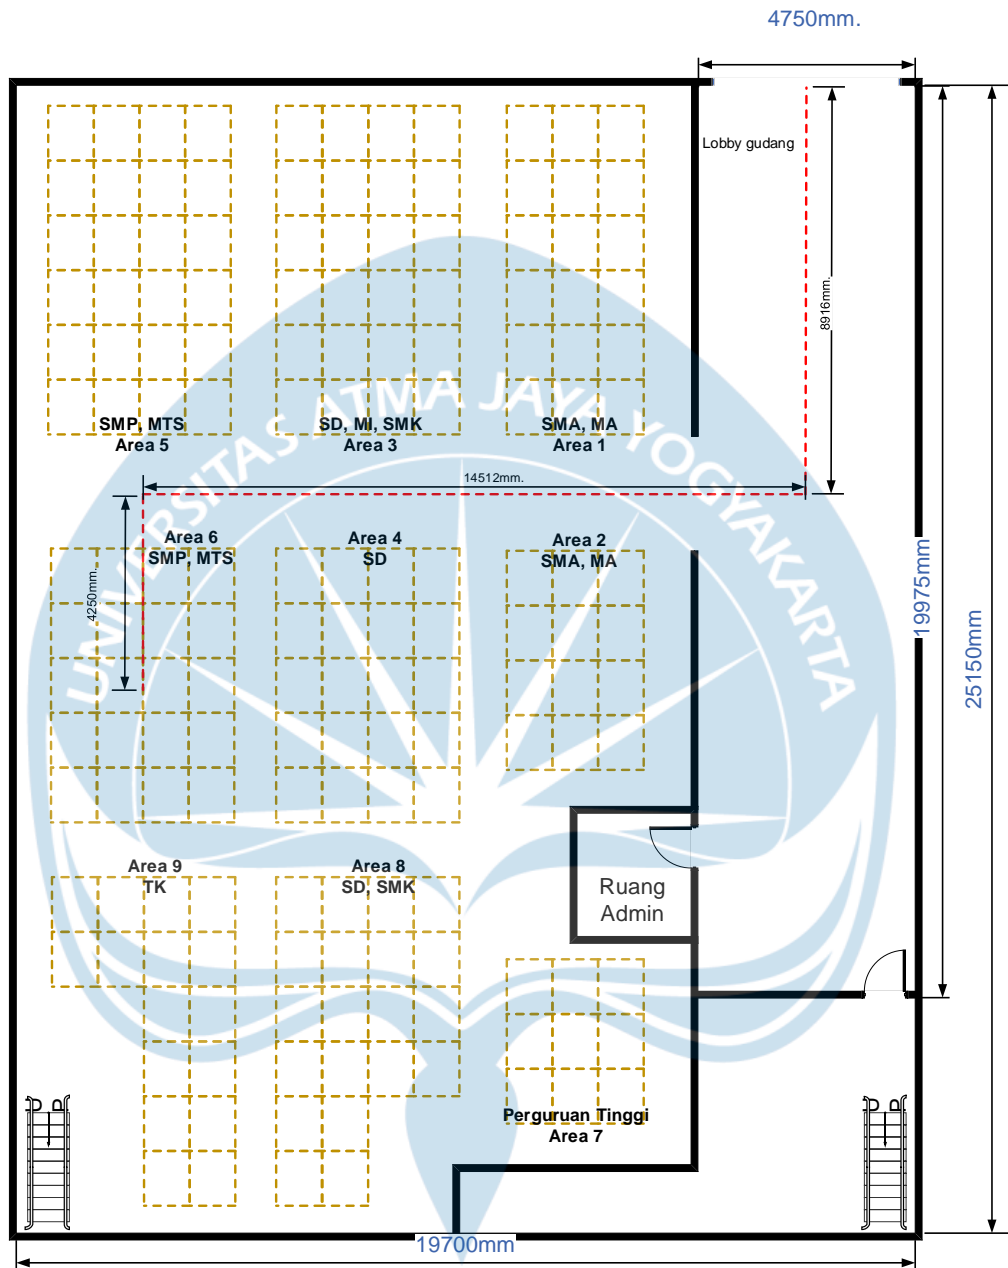 4750mm.
Lobby gudang
8916mm.
SMP, MTS
Area 5
SD, MI, SMK
Area 3
SMA, MA
Area 1
14512mm.
UNIVERSITAS ATMA JAYA YOGYAKARTA
Area 6
SMP, MTS
Area 4
SD
Area 2
SMA, MA
4250mm.
19975mm
25150mm
Area 9
TK
Area 8
SD, SMK
Ruang
Admin
Perguruan Tinggi
Area 7
19700mm